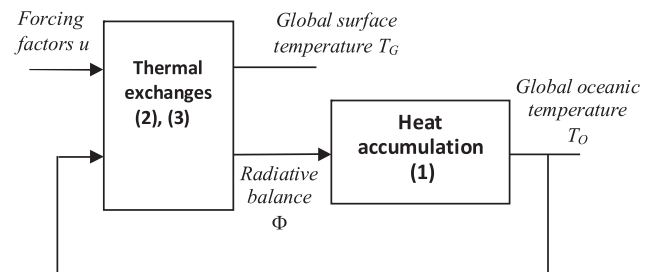 Forcing
factors u
Thermal
exchanges
(2), (3)
Global surface
temperature T_G
Radiative
balance
Φ
Heat
accumulation
(1)
Global oceanic
temperature
T_O